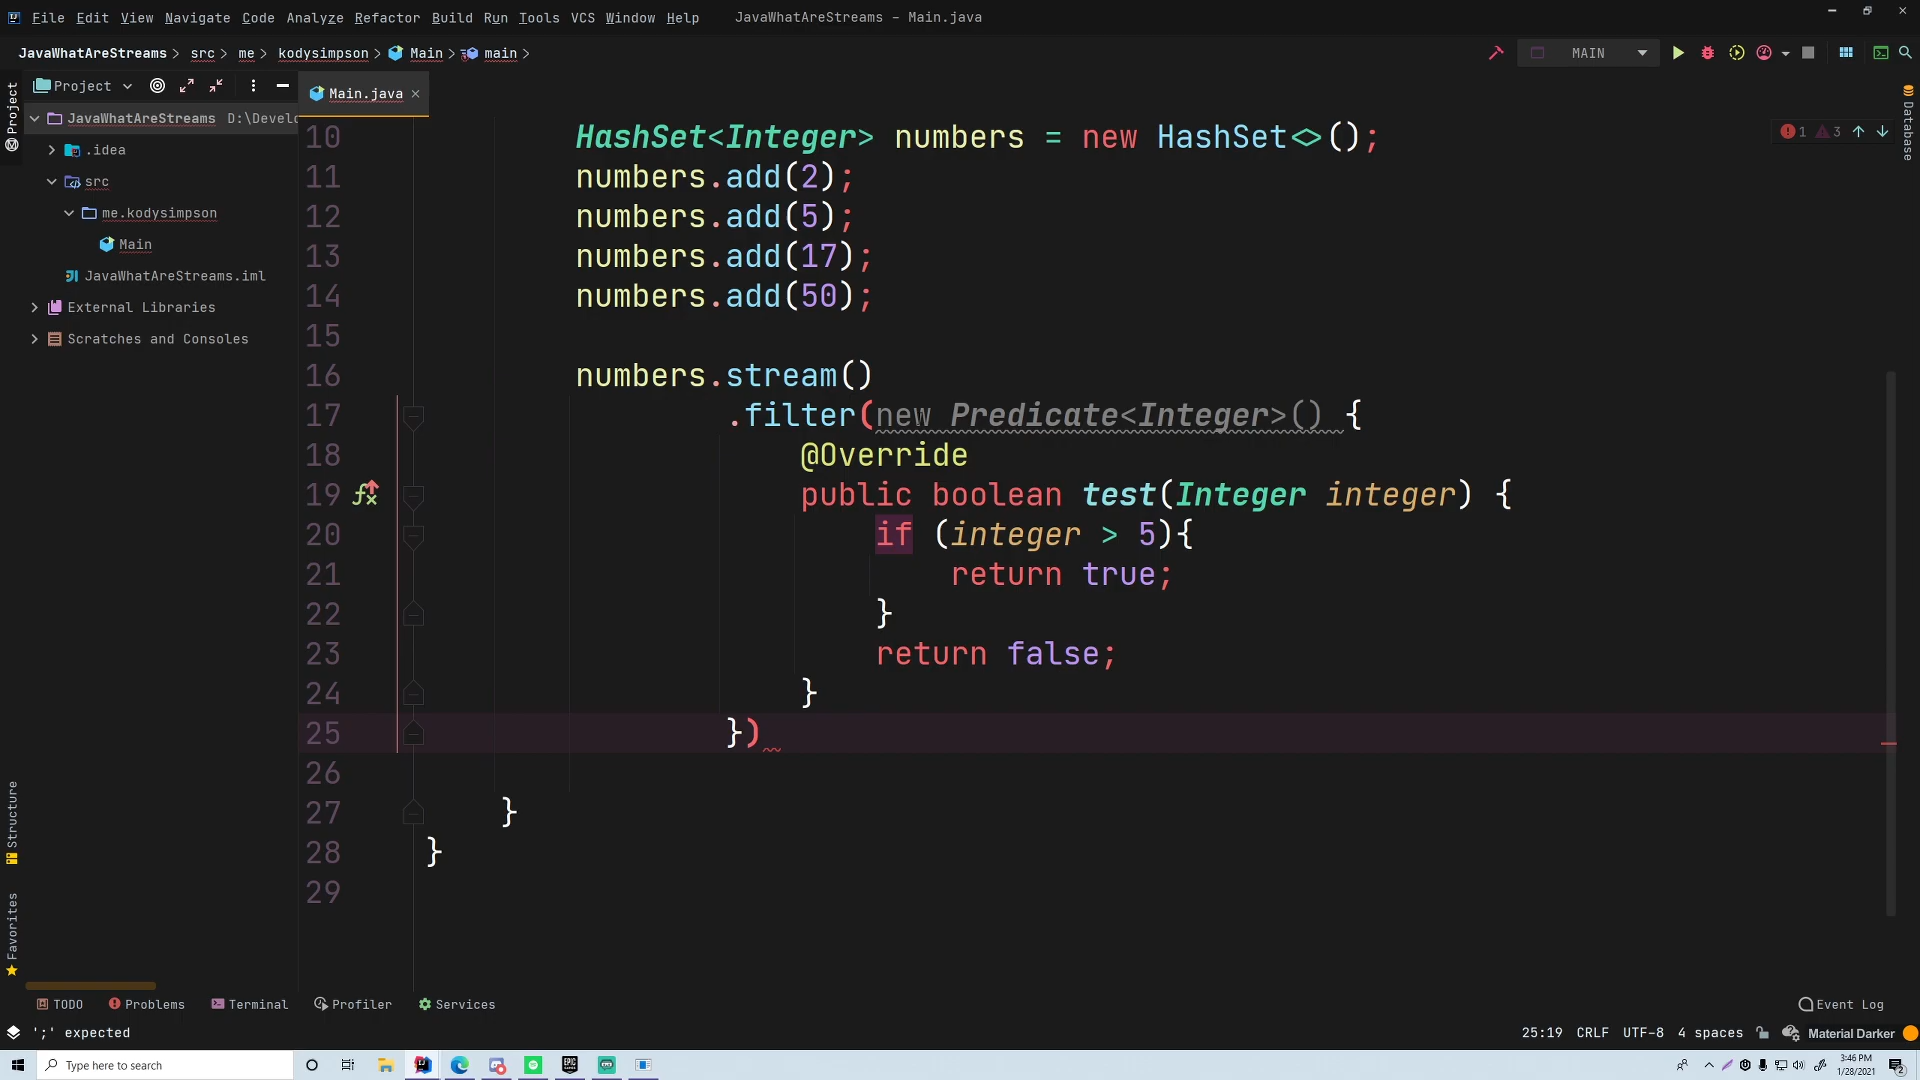 File Edit View Navigate Code Analyze Refactor Build Run Tools VCS Window Help JavaWhatAreStreams – Main.java
JavaWhatAreStreams > src > me > kodysimpson > Main > main >
MAIN
Project
Main.java
JavaWhatAreStreams D:\Develo
.idea
src
me.kodysimpson
Main
JavaWhatAreStreams.iml
External Libraries
Scratches and Consoles
Project
Structure
Favorites
10 HashSet<Integer> numbers = new HashSet<>();
11 numbers.add(2);
12 numbers.add(5);
13 numbers.add(17);
14 numbers.add(50);
15
16 numbers.stream()
17 .filter(new Predicate<Integer>() {
18 @Override
19 public boolean test(Integer integer) {
20 if (integer > 5){
21 return true;
22 }
23 return false;
24 }
25 })
26
27 }
28 }
29
1 3
Database
TODO Problems Terminal Profiler Services Event Log
';' expected 25:19 CRLF UTF-8 4 spaces Material Darker
Type here to search
EPIC GAMES
3:46 PM
1/28/2021
2